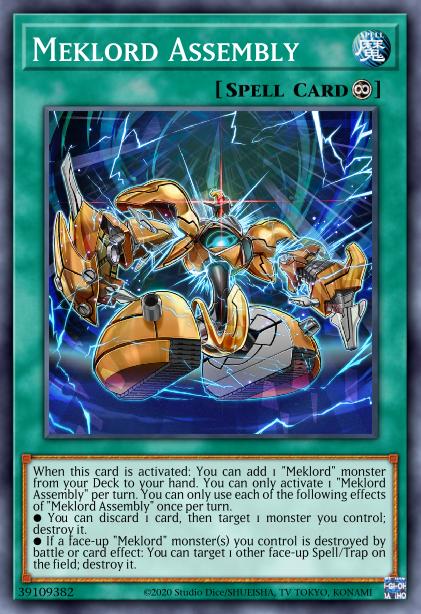 MEKLORD ASSEMBLY
SPELL
魔
[SPELL CARD]
When this card is activated: You can add 1 "Meklord" monster
from your Deck to your hand. You can only activate 1 "Meklord
Assembly" per turn. You can only use each of the following effects
of "Meklord Assembly" once per turn.
● You can discard 1 card, then target 1 monster you control;
destroy it.
● If a face-up "Meklord" monster(s) you control is destroyed by
battle or card effect: You can target 1 other face-up Spell/Trap on
the field; destroy it.
39109382
©2020 Studio Dice/SHUEISHA, TV TOKYO, KONAMI